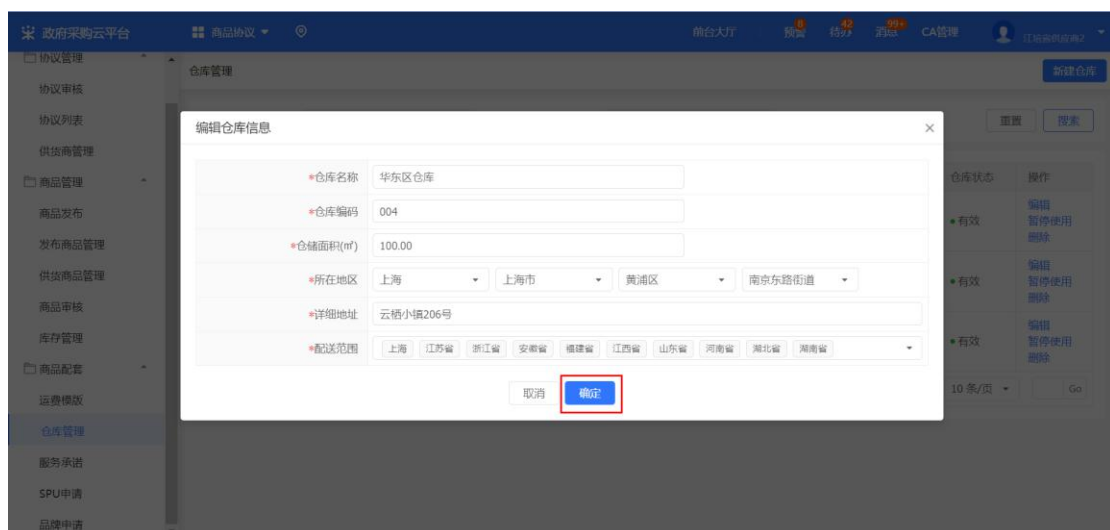 政府采购云平台 商品协议 前台大厅 预警 8 待办 42 消息 99+ CA管理 江培省供应商2
协议管理
仓库管理 新建仓库
协议审核
协议列表
重置 搜索
编辑仓库信息 ×
供货商管理
*仓库名称 华东区仓库
仓库状态 操作
商品管理
*仓库编码 004
商品发布
有效 编辑
暂停使用
删除
*仓储面积(㎡) 100.00
发布商品管理
*所在地区 上海 上海市 黄浦区 南京东路街道
供货商品管理
有效 编辑
暂停使用
删除
商品审核
*详细地址 云栖小镇206号
库存管理
*配送范围 上海 江苏省 浙江省 安徽省 福建省 江西省 山东省 河南省 湖北省 湖南省
有效 编辑
暂停使用
删除
商品配套
取消 确定
10 条/页 Go
运费模版
仓库管理
服务承诺
SPU申请
品牌申请